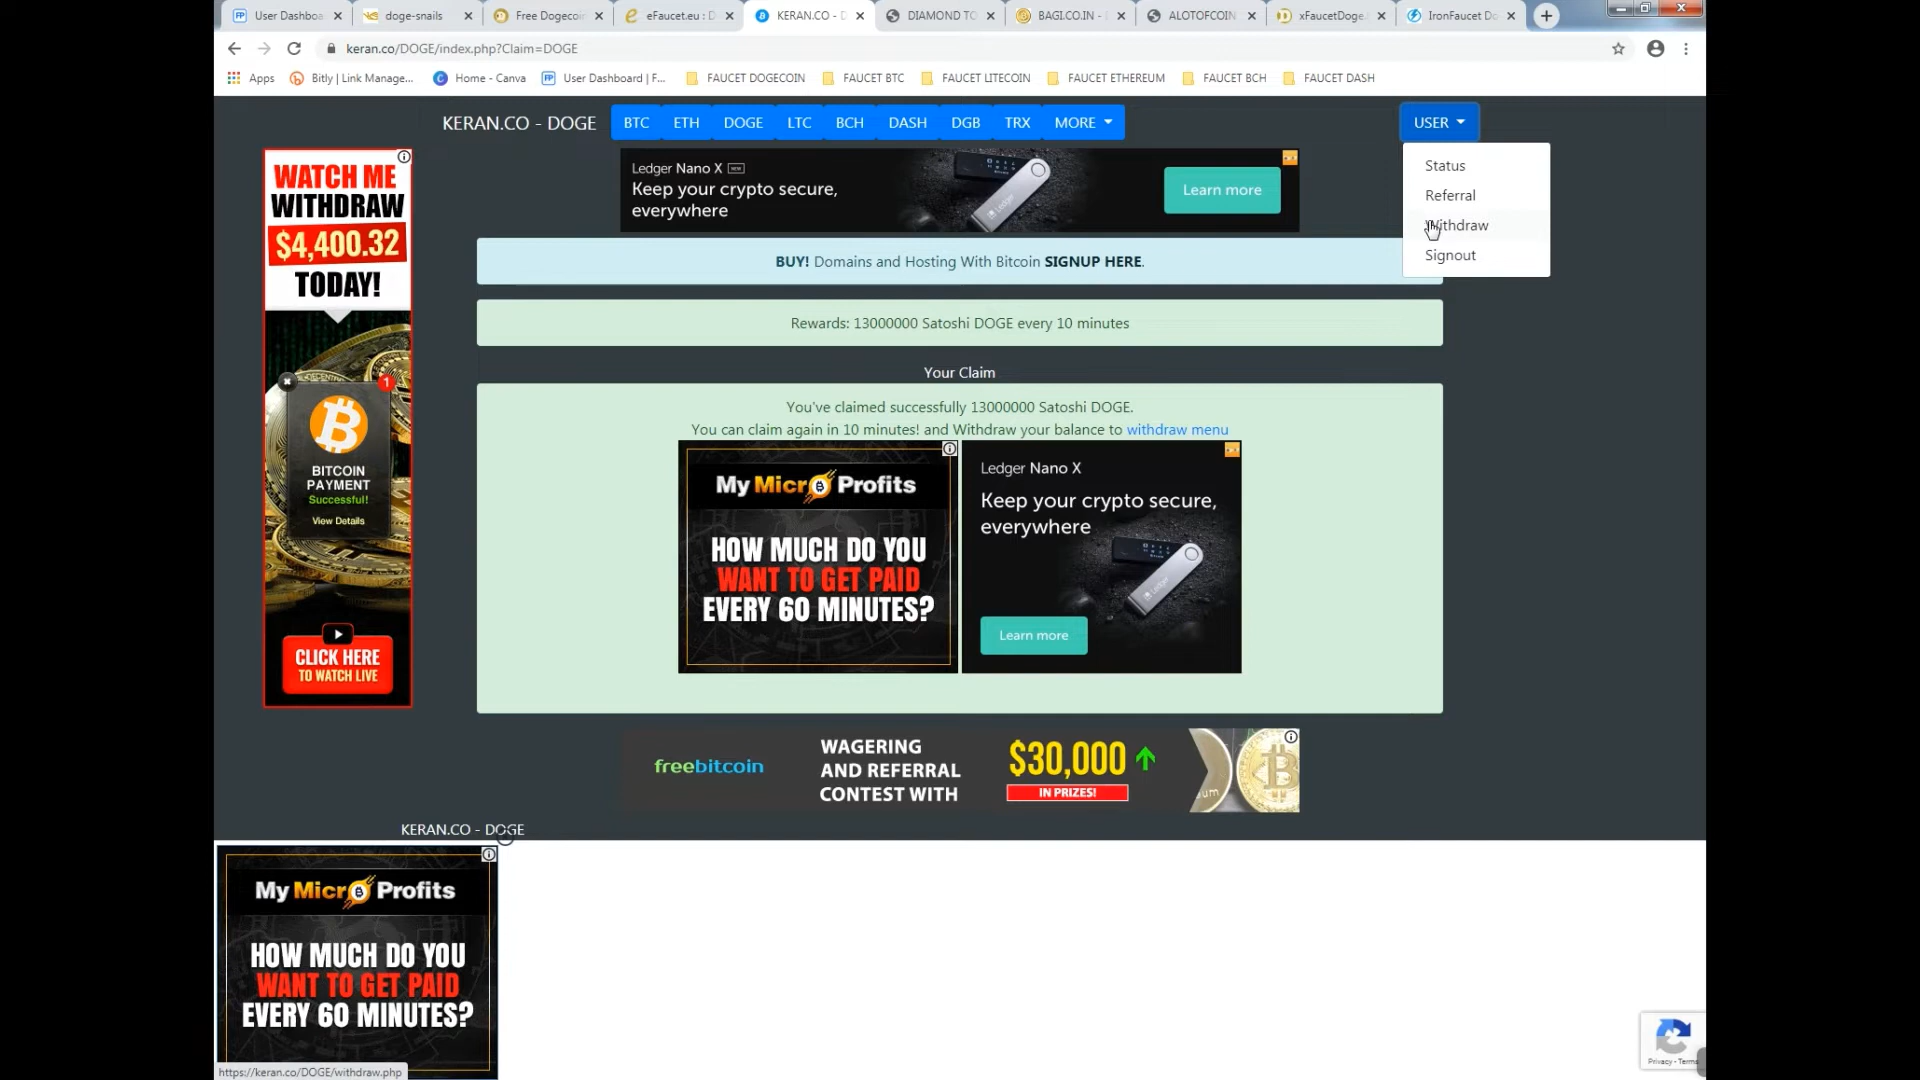 User Dashboa
doge-snails
Free Dogecoin
eFaucet.eu : D
KERAN.CO - D
DIAMOND TO
BAGI.CO.IN -
ALOTOFCOIN
xFaucetDoge.
IronFaucet Do
keran.co/DOGE/index.php?Claim=DOGE
Apps
Bitly | Link Manage...
Home - Canva
User Dashboard | F...
FAUCET DOGECOIN
FAUCET BTC
FAUCET LITECOIN
FAUCET ETHEREUM
FAUCET BCH
FAUCET DASH
KERAN.CO - DOGE
BTC
ETH
DOGE
LTC
BCH
DASH
DGB
TRX
MORE
USER
Status
Referral
Withdraw
Signout
WATCH ME
WITHDRAW
$4,400.32
TODAY!
1
BITCOIN
PAYMENT
Successful!
View Details
CLICK HERE
TO WATCH LIVE
Ledger Nano X NEW
Keep your crypto secure,
everywhere
Learn more
BUY! Domains and Hosting With Bitcoin SIGNUP HERE.
Rewards: 13000000 Satoshi DOGE every 10 minutes
Your Claim
You've claimed successfully 13000000 Satoshi DOGE.
You can claim again in 10 minutes! and Withdraw your balance to withdraw menu
My Micro Profits
HOW MUCH DO YOU
WANT TO GET PAID
EVERY 60 MINUTES?
Ledger Nano X
Keep your crypto secure,
everywhere
Learn more
freebitcoin
WAGERING
AND REFERRAL
CONTEST WITH
$30,000
IN PRIZES!
KERAN.CO - DOGE
My Micro Profits
HOW MUCH DO YOU
WANT TO GET PAID
EVERY 60 MINUTES?
https://keran.co/DOGE/withdraw.php
Privacy - Terms